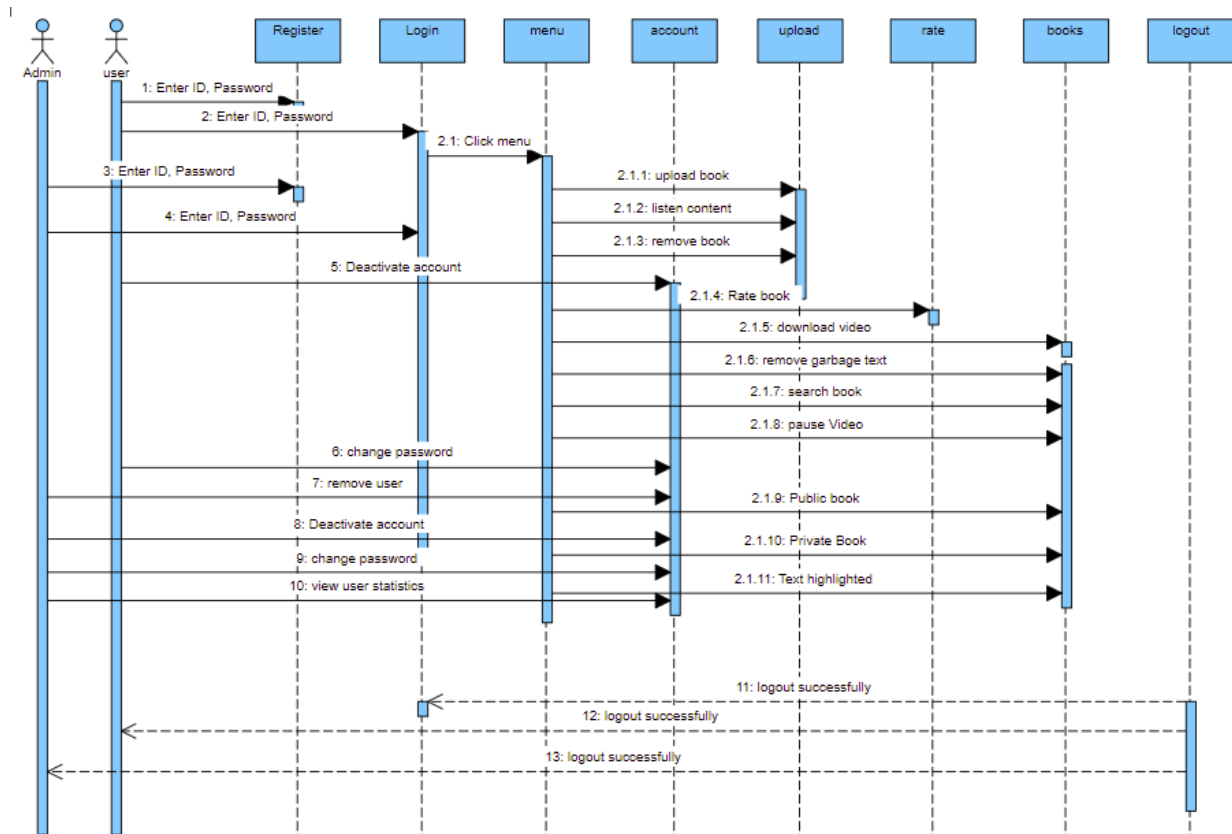 Register
Login
menu
account
upload
rate
books
logout
Admin
user
1: Enter ID, Password
2: Enter ID, Password
2.1: Click menu
3: Enter ID, Password
2.1.1: upload book
2.1.2: listen content
4: Enter ID, Password
2.1.3: remove book
5: Deactivate account
2.1.4: Rate book
2.1.5: download video
2.1.6: remove garbage text
2.1.7: search book
2.1.8: pause Video
6: change password
7: remove user
2.1.9: Public book
8: Deactivate account
2.1.10: Private Book
9: change password
2.1.11: Text highlighted
10: view user statistics
11: logout successfully
12: logout successfully
13: logout successfully